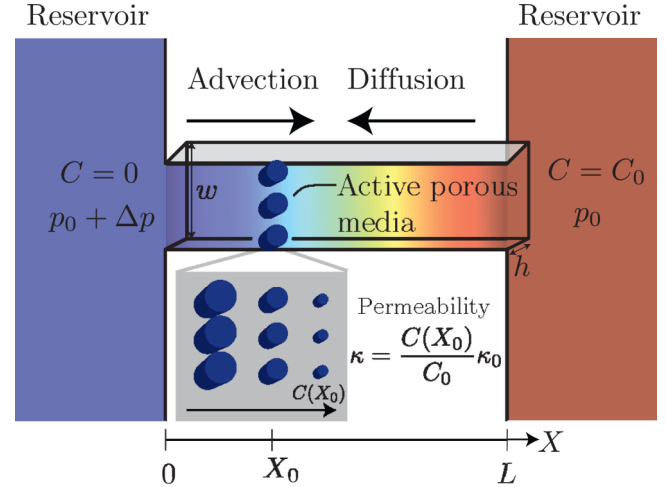 Reservoir
Reservoir
Advection
Diffusion
C = 0
p₀ + Δp
w
Active porous
media
C = C₀
p₀
h
Permeability
κ = C(X₀)/C₀ κ₀
C(X₀)
0
X₀
L
X